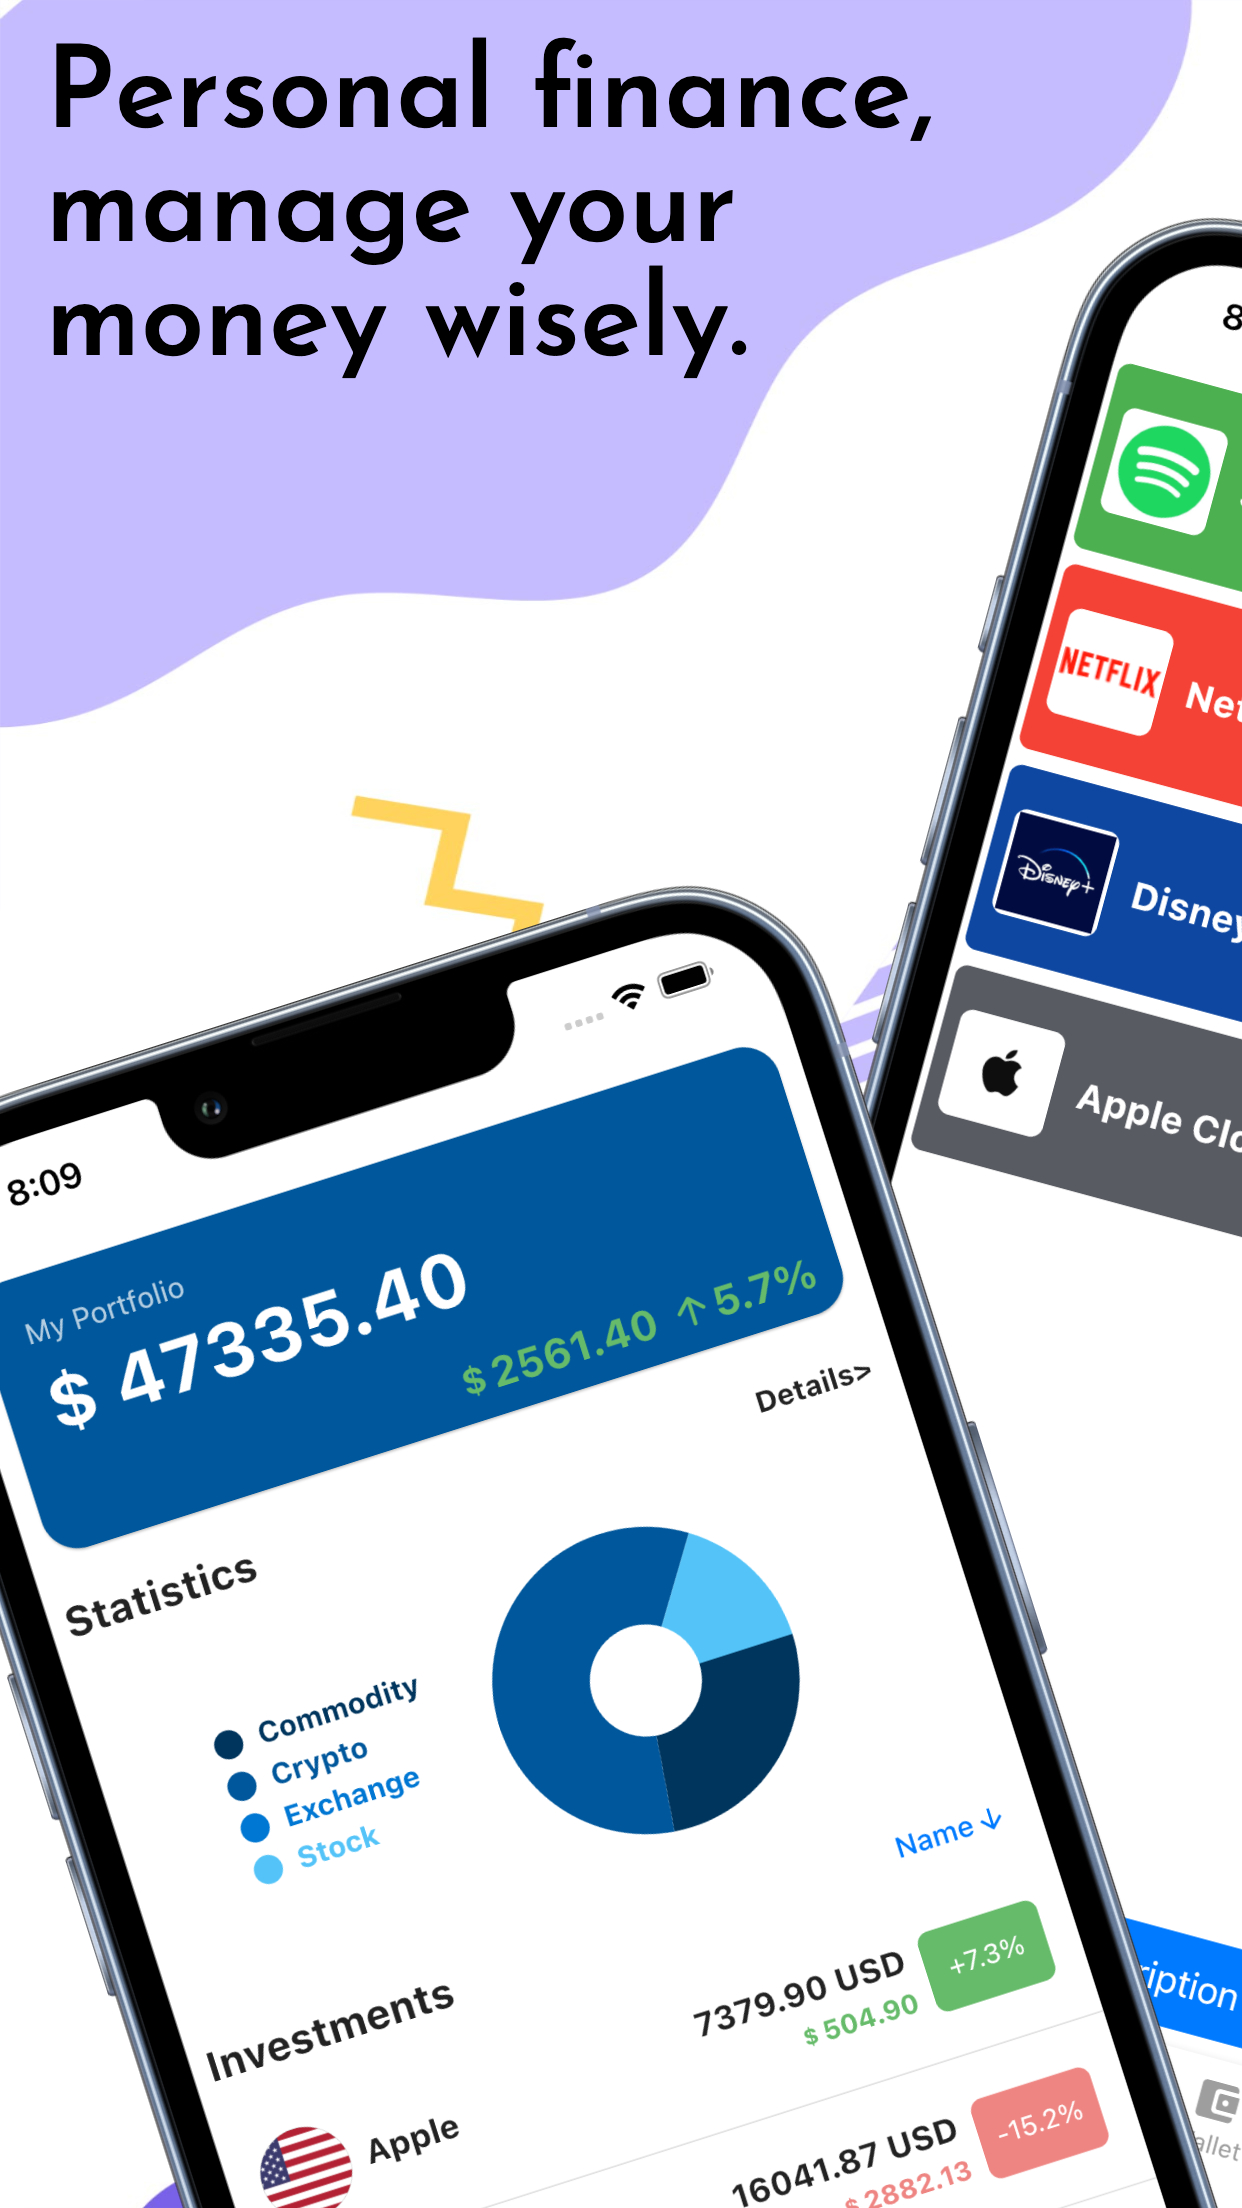 Personal finance,
manage your
money wisely.
8
NETFLIX
Net
Disney+
Disney
Apple Clo
8:09
My Portfolio
$ 47335.40
$ 2561.40 ↑ 5.7%
Details>
Statistics
Commodity
Crypto
Exchange
Stock
Name ↓
Investments
7379.90 USD
+7.3%
$ 504.90
Apple
16041.87 USD
-15.2%
$ 2882.13
ription
allet